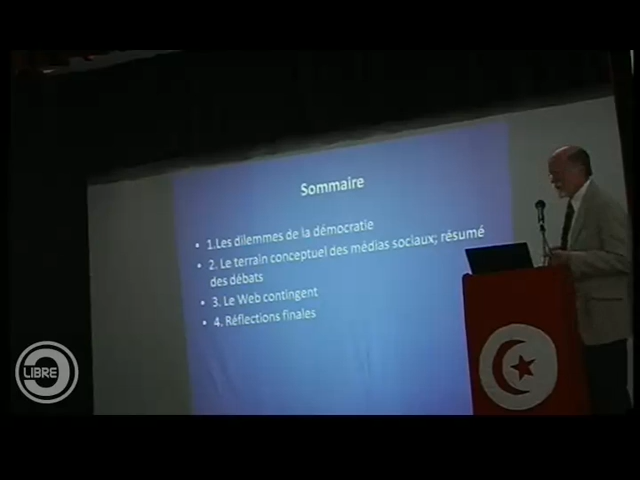 Sommaire
• 1.Les dilemmes de la démocratie
• 2. Le terrain conceptuel des médias sociaux; résumé
des débats
• 3. Le Web contingent
• 4. Réflections finales
LIBRE